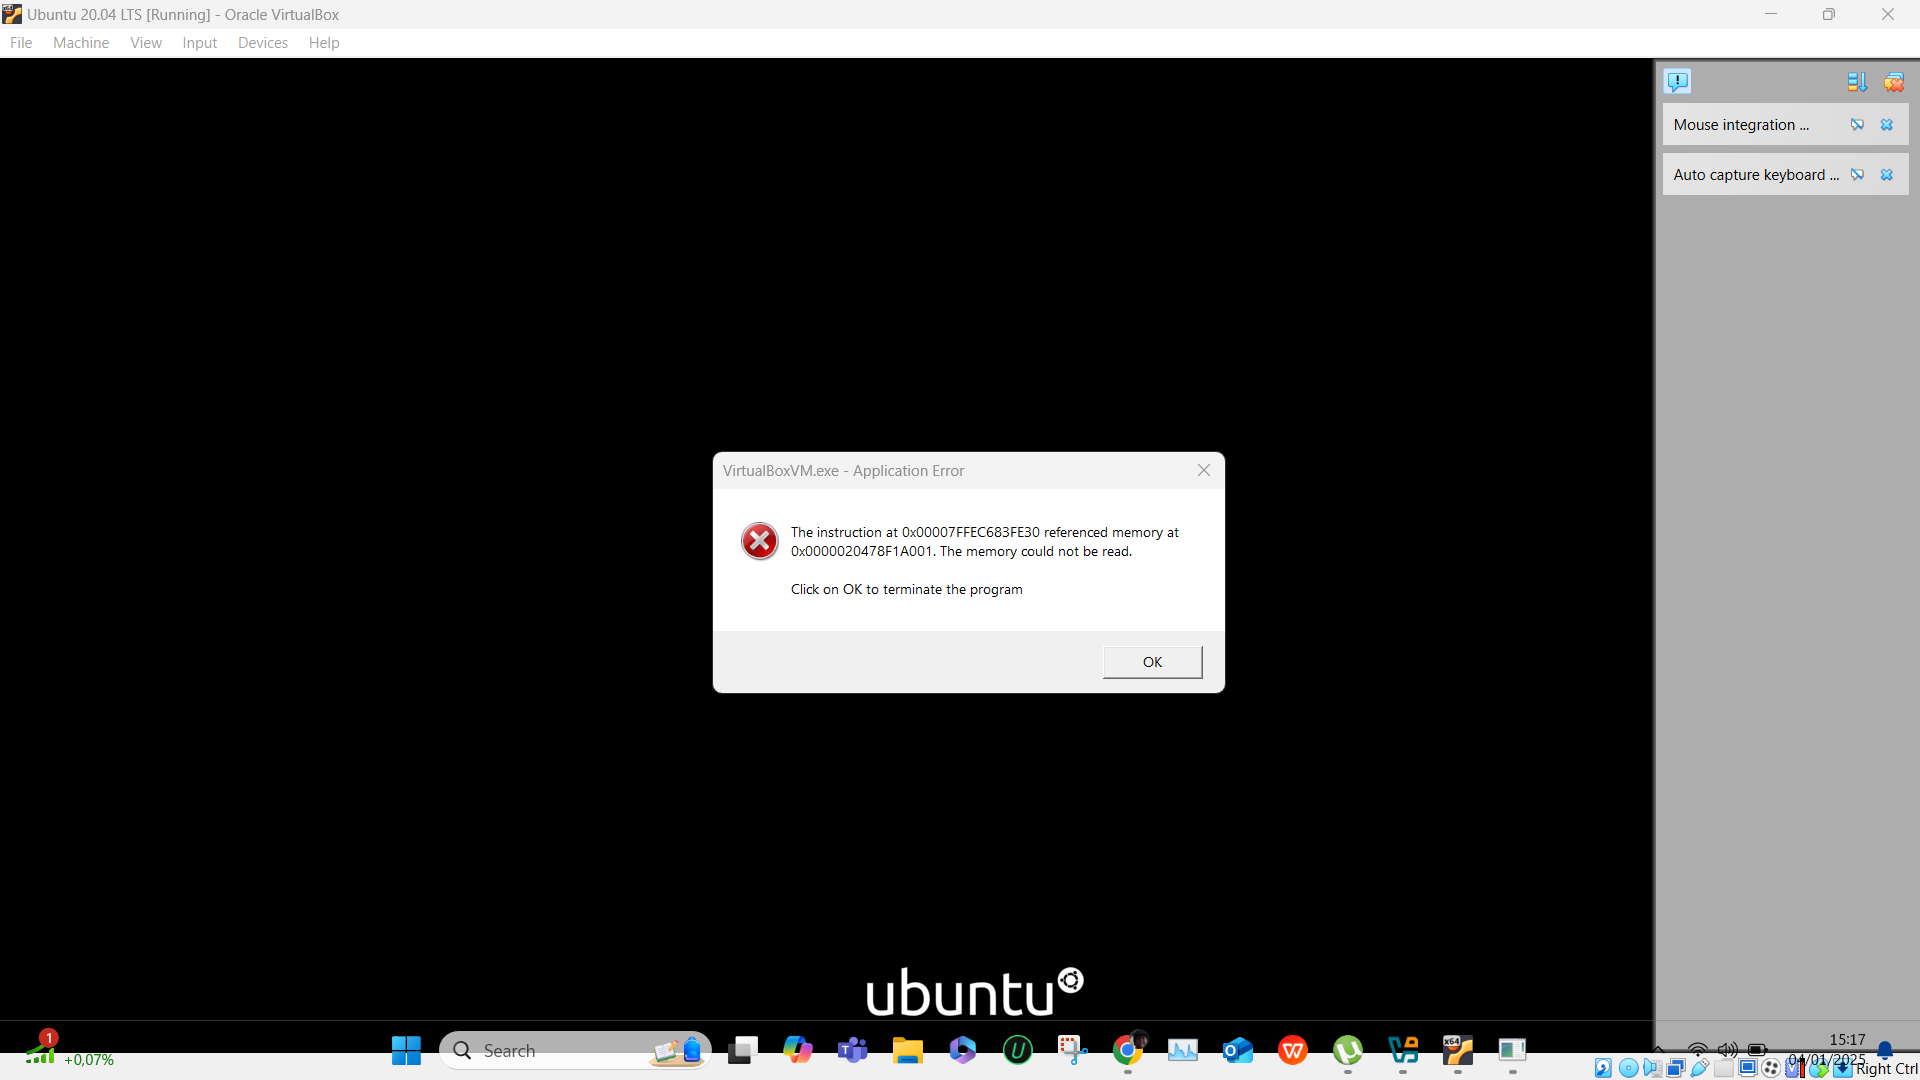 Ubuntu 20.04 LTS [Running] - Oracle VirtualBox
File Machine View Input Devices Help
Mouse integration ...
Auto capture keyboard ...
VirtualBoxVM.exe - Application Error
The instruction at 0x00007FFEC683FE30 referenced memory at
0x0000020478F1A001. The memory could not be read.
Click on OK to terminate the program
OK
ubuntu
1
+0,07%
Search
15:17
04/01/2025
Right Ctrl